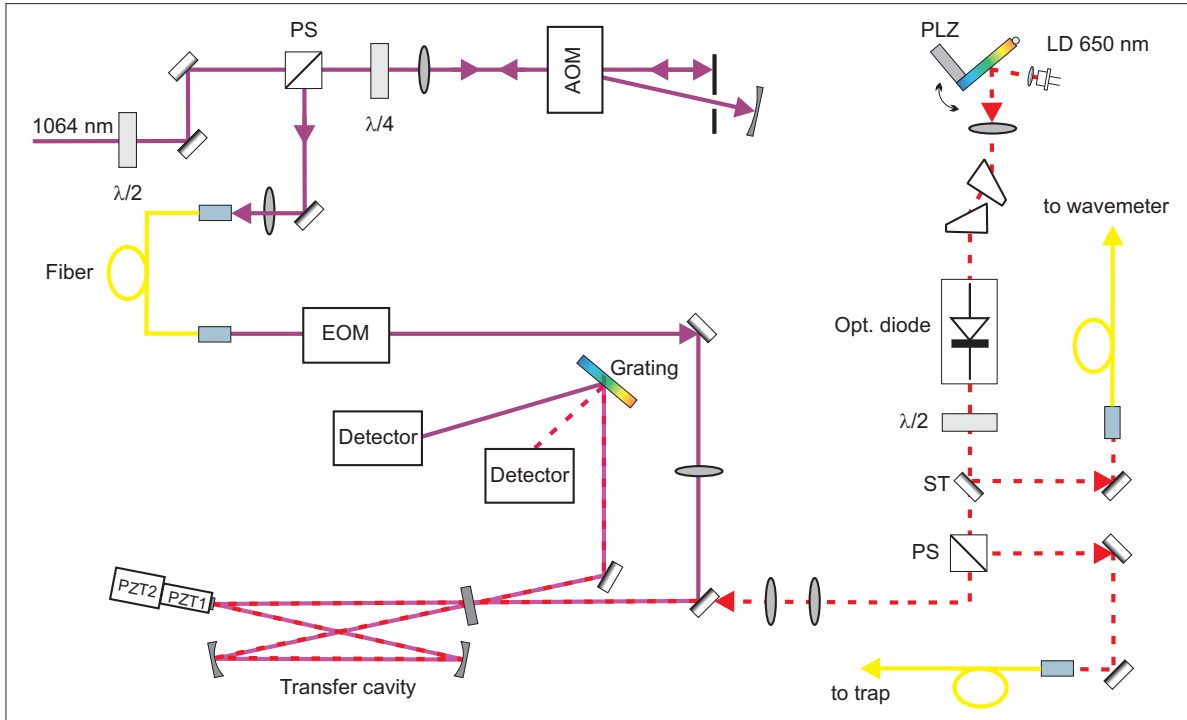 PS
AOM
PLZ
LD 650 nm
1064 nm
λ/4
λ/2
to wavemeter
Fiber
EOM
Opt. diode
Grating
Detector
λ/2
Detector
ST
PS
PZT2
PZT1
Transfer cavity
to trap